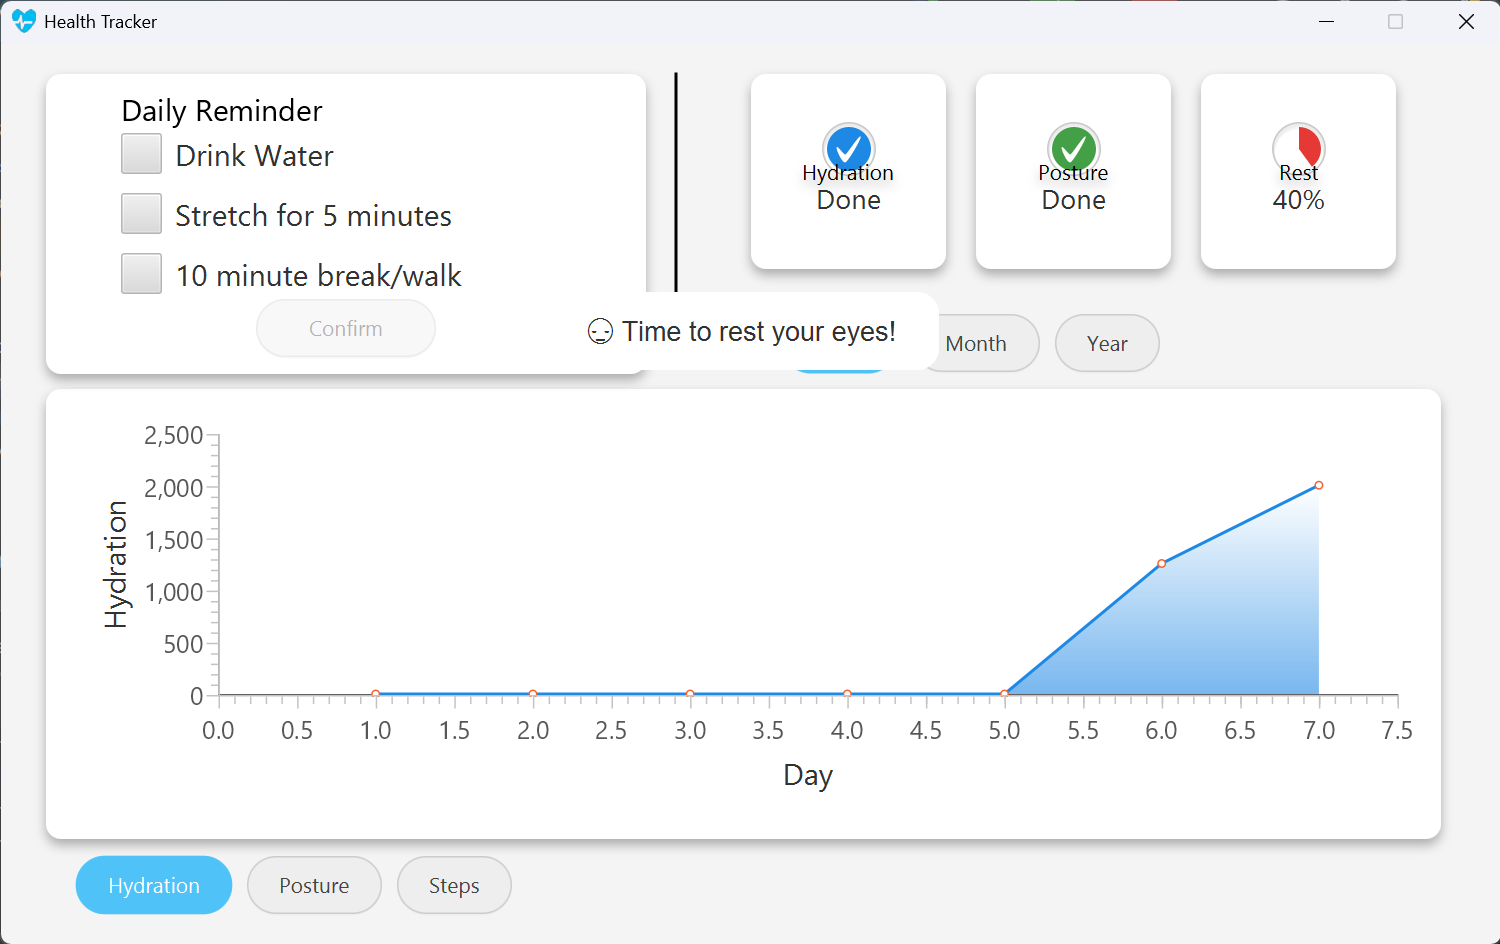 Health Tracker
Daily Reminder
Drink Water
Stretch for 5 minutes
10 minute break/walk
Confirm
Hydration
Done
Posture
Done
Rest
40%
Time to rest your eyes!
Month
Year
Hydration
2,500
2,000
1,500
1,000
500
0
0.0 0.5 1.0 1.5 2.0 2.5 3.0 3.5 4.0 4.5 5.0 5.5 6.0 6.5 7.0 7.5
Day
Hydration
Posture
Steps